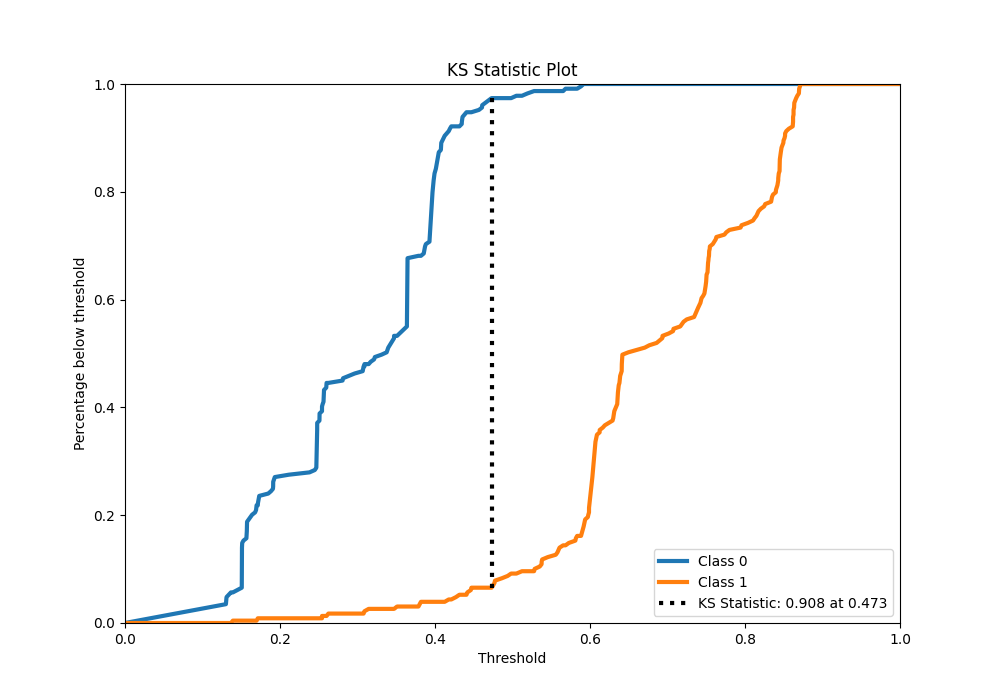 KS Statistic Plot
1.0
0.8
0.6
0.4
0.2
0.0
Percentage below threshold
0.0 0.2 0.4 0.6 0.8 1.0
Threshold
Class 0
Class 1
KS Statistic: 0.908 at 0.473